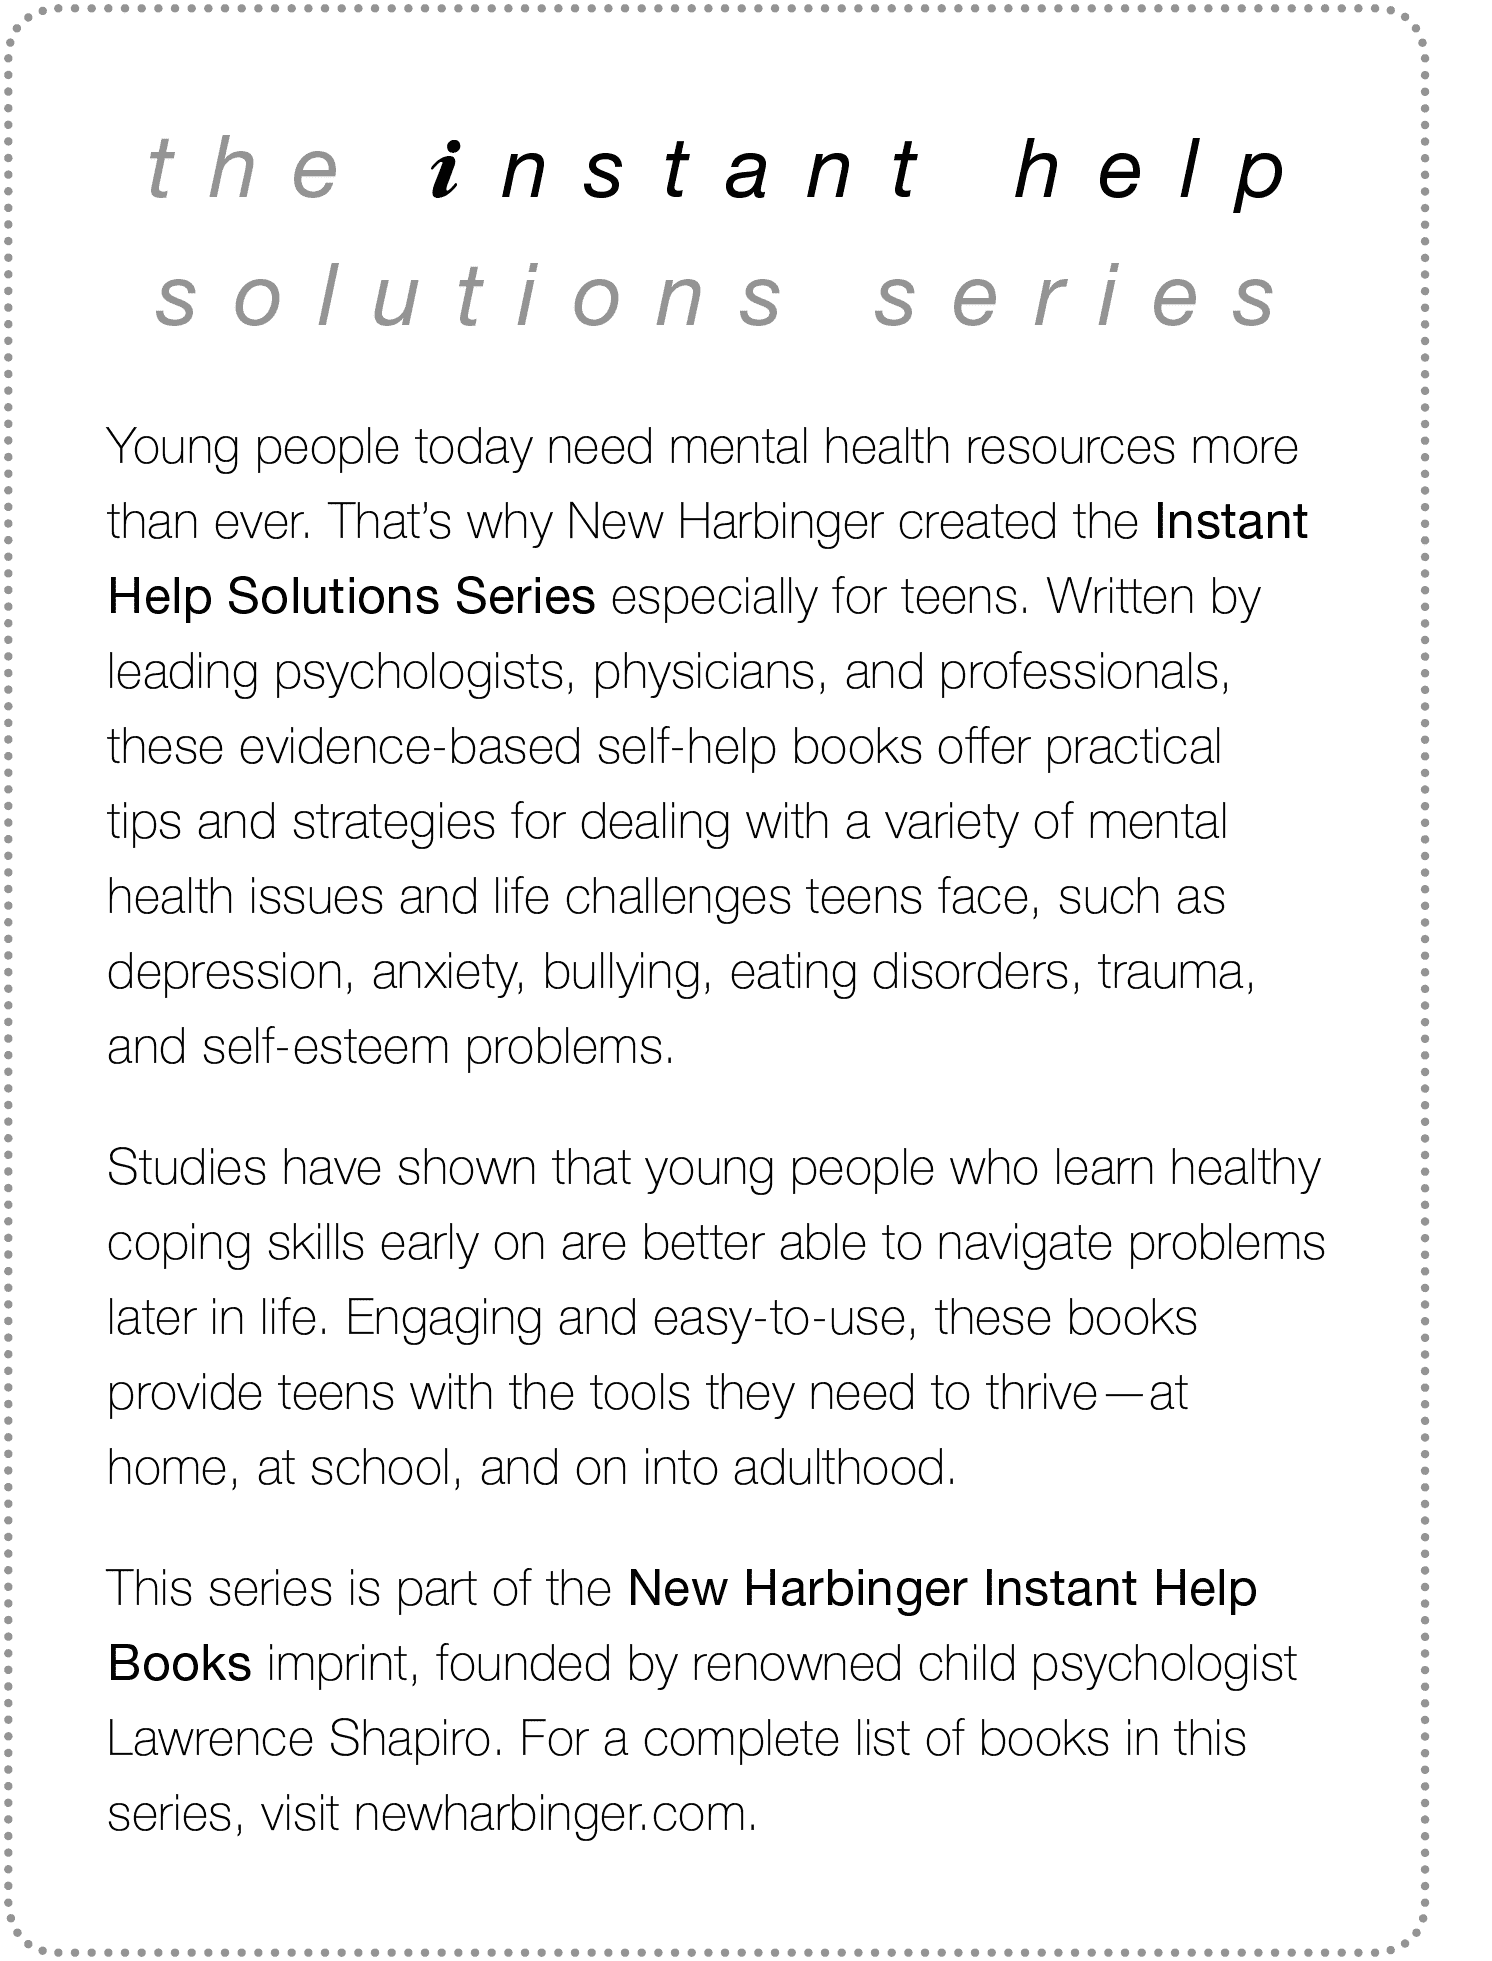 the instant help
solutions series
Young people today need mental health resources more
than ever. That’s why New Harbinger created the Instant
Help Solutions Series especially for teens. Written by
leading psychologists, physicians, and professionals,
these evidence-based self-help books offer practical
tips and strategies for dealing with a variety of mental
health issues and life challenges teens face, such as
depression, anxiety, bullying, eating disorders, trauma,
and self-esteem problems.
Studies have shown that young people who learn healthy
coping skills early on are better able to navigate problems
later in life. Engaging and easy-to-use, these books
provide teens with the tools they need to thrive—at
home, at school, and on into adulthood.
This series is part of the New Harbinger Instant Help
Books imprint, founded by renowned child psychologist
Lawrence Shapiro. For a complete list of books in this
series, visit newharbinger.com.